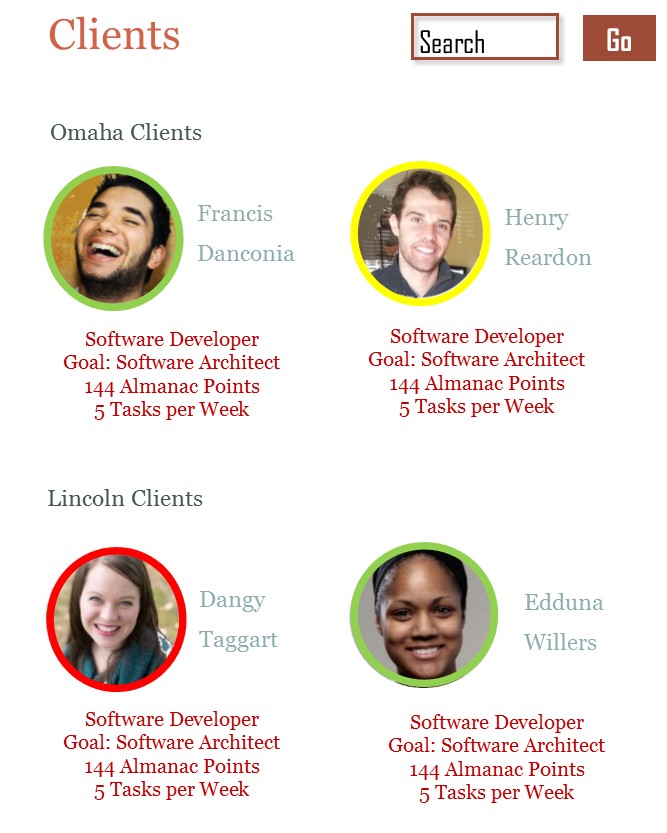 Clients
Search
Go
Omaha Clients
Francis
Danconia
Henry
Reardon
Software Developer
Goal: Software Architect
144 Almanac Points
5 Tasks per Week
Software Developer
Goal: Software Architect
144 Almanac Points
5 Tasks per Week
Lincoln Clients
Dangy
Taggart
Edduna
Willers
Software Developer
Goal: Software Architect
144 Almanac Points
5 Tasks per Week
Software Developer
Goal: Software Architect
144 Almanac Points
5 Tasks per Week